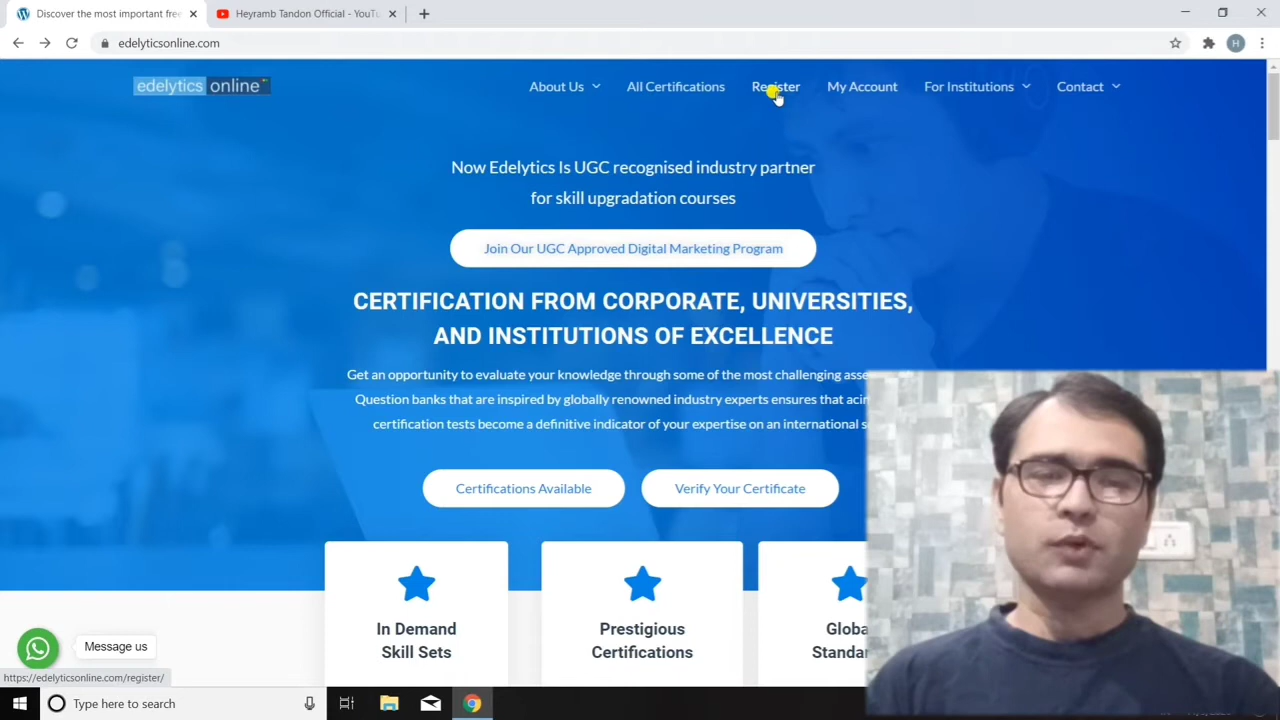 Discover the most important free
Heyramb Tandon Official - YouTu
edelyticsonline.com
H
edelytics online
About Us
All Certifications
Register
My Account
For Institutions
Contact
Now Edelytics Is UGC recognised industry partner
for skill upgradation courses
Join Our UGC Approved Digital Marketing Program
CERTIFICATION FROM CORPORATE, UNIVERSITIES,
AND INSTITUTIONS OF EXCELLENCE
Get an opportunity to evaluate your knowledge through some of the most challenging
Question banks that are inspired by globally renowned industry experts ensures that
certification tests become a definitive indicator of your expertise on an international
Certifications Available
Verify Your Certificate
In Demand
Skill Sets
Prestigious
Certifications
Message us
https://edelyticsonline.com/register/
Type here to search